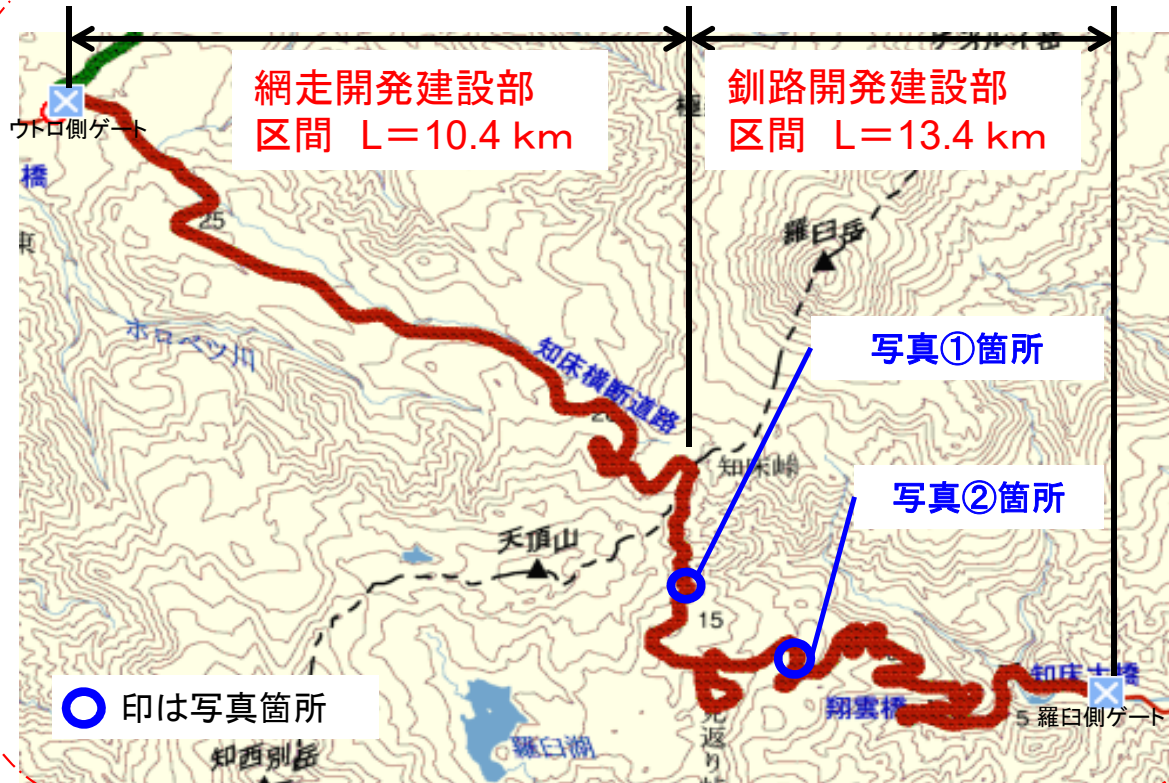 網走開発建設部
区間 L=10.4 km
釧路開発建設部
区間 L=13.4 km
ウトロ側ゲート
橋
25
羅臼岳
ホロベツ川
写真①箇所
知床横断道路
知床峠
写真②箇所
天頂山
15
知床大橋
翔雲橋
5
羅臼側ゲート
印は写真箇所
羅臼湖
知西別岳